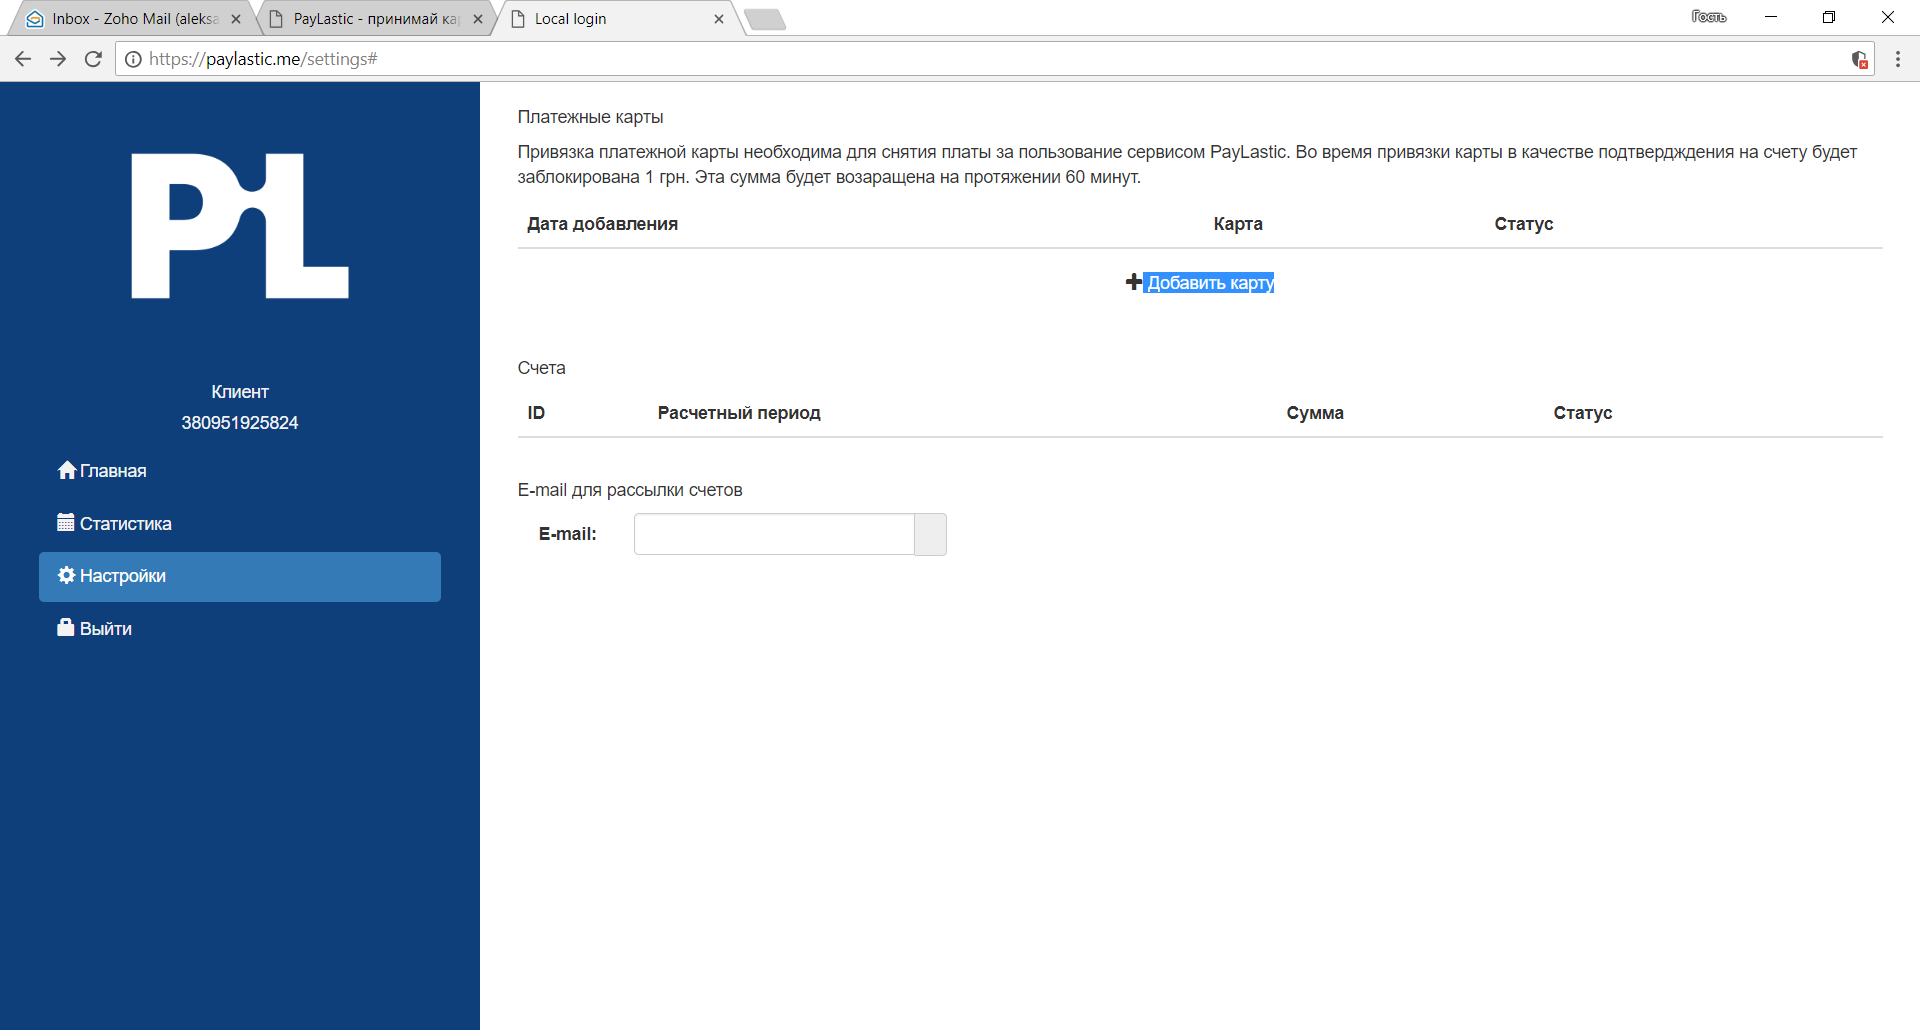 Inbox - Zoho Mail (aleksa
PayLastic - принимай ка
Local login
Гость
https://paylastic.me/settings#
PL
Клиент
380951925824
Главная
Статистика
Настройки
Выйти
Платежные карты
Привязка платежной карты необходима для снятия платы за пользование сервисом PayLastic. Во время привязки карты в качестве подтвердждения на счету будет
заблокирована 1 грн. Эта сумма будет возаращена на протяжении 60 минут.
Дата добавления Карта Статус
Добавить карту
Счета
ID Расчетный период Сумма Статус
E-mail для рассылки счетов
E-mail: